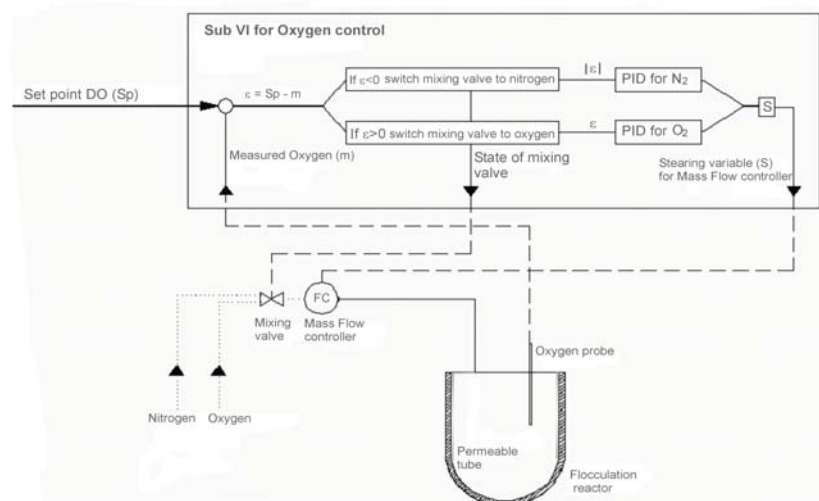 Sub VI for Oxygen control
|ε|
If ε<0 switch mixing valve to nitrogen
PID for N₂
Set point DO (Sp)
ε = Sp - m
S
If ε>0 switch mixing valve to oxygen
ε
PID for O₂
Measured Oxygen (m)
State of mixing
valve
Stearing variable (S)
for Mass Flow controller
FC
Mixing
valve
Mass Flow
controller
Oxygen probe
Nitrogen
Oxygen
Permeable
tube
Flocculation
reactor